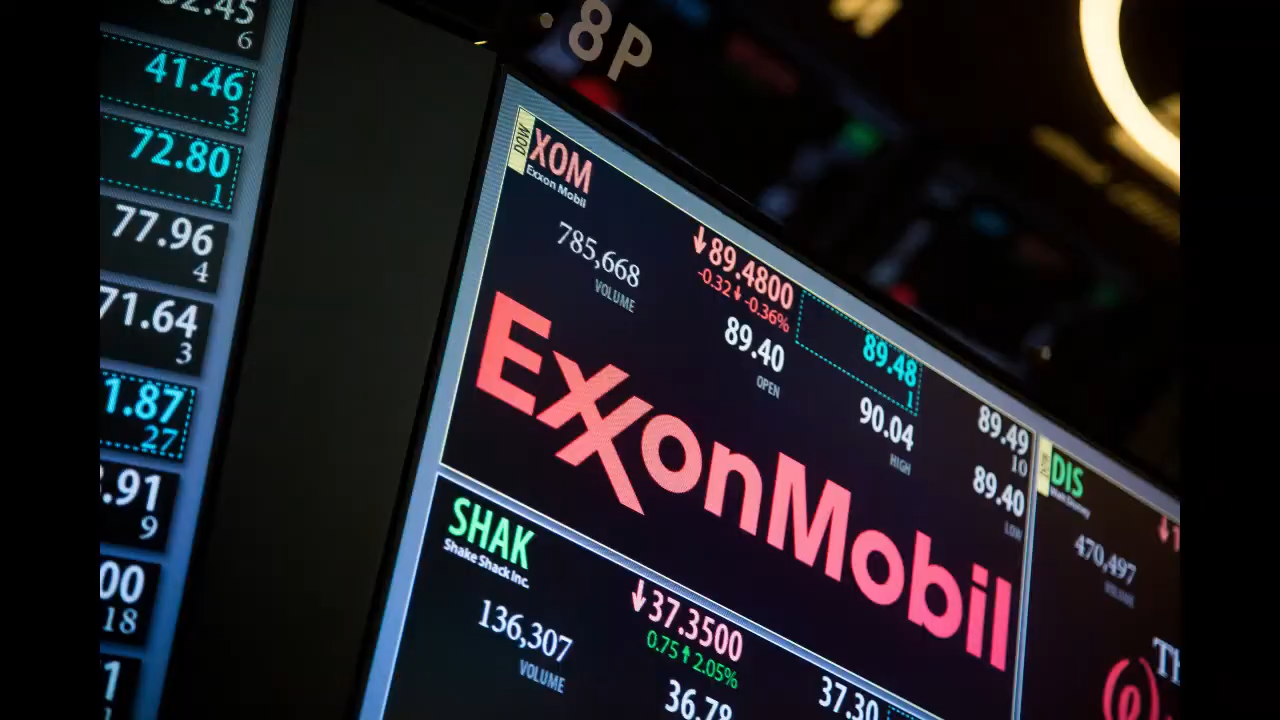 8P
41.46
3
72.80
1
77.96
4
71.64
3
1.87
27
.91
9
00
18
1
DOW
XOM
Exxon Mobil
785,668
VOLUME
89.4800
-0.32 -0.36%
89.40
OPEN
89.48
1
90.04
HIGH
89.49
10
89.40
LOW
ExxonMobil
SHAK
Shake Shack Inc.
136,307
VOLUME
37.3500
0.75 2.05%
36.78
37.30
DIS
470,497
VOLUME